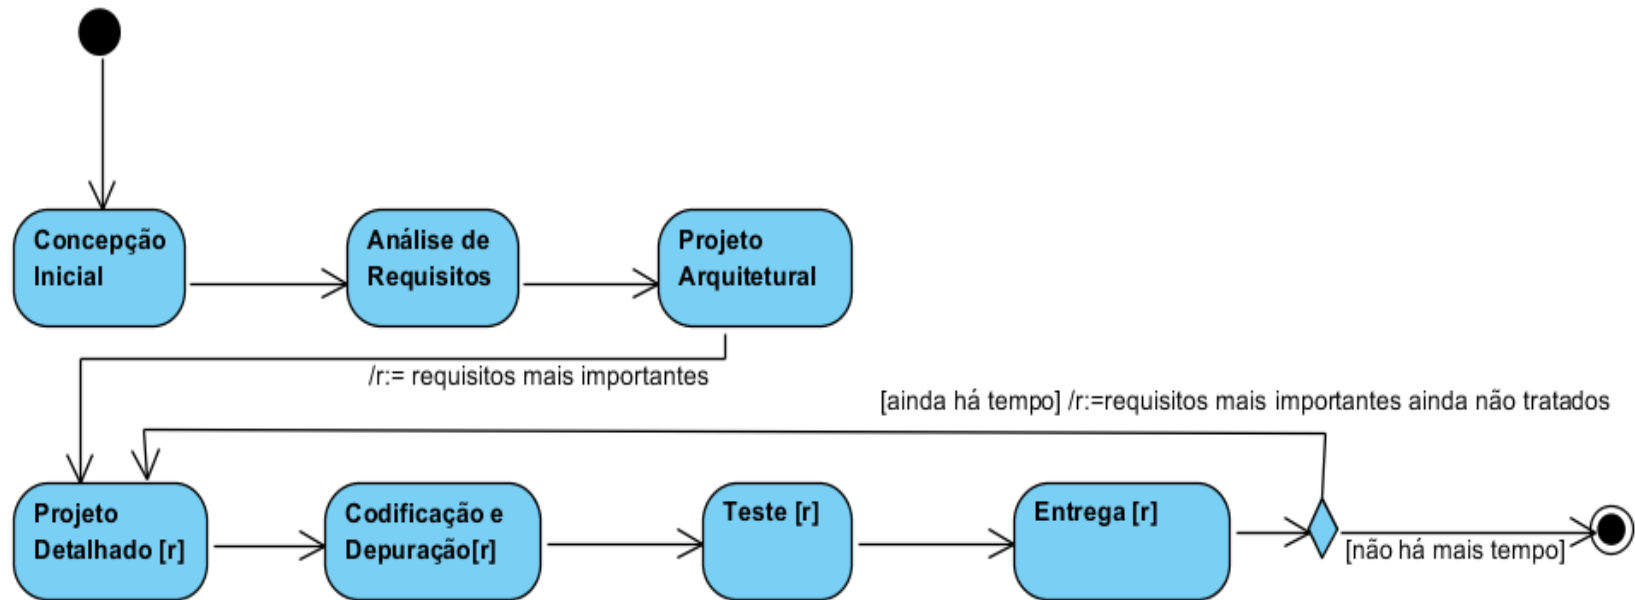 Concepção
Inicial
Análise de
Requisitos
Projeto
Arquitetural
/r:= requisitos mais importantes
[ainda há tempo] /r:=requisitos mais importantes ainda não tratados
Projeto
Detalhado [r]
Codificação e
Depuração[r]
Teste [r]
Entrega [r]
[não há mais tempo]